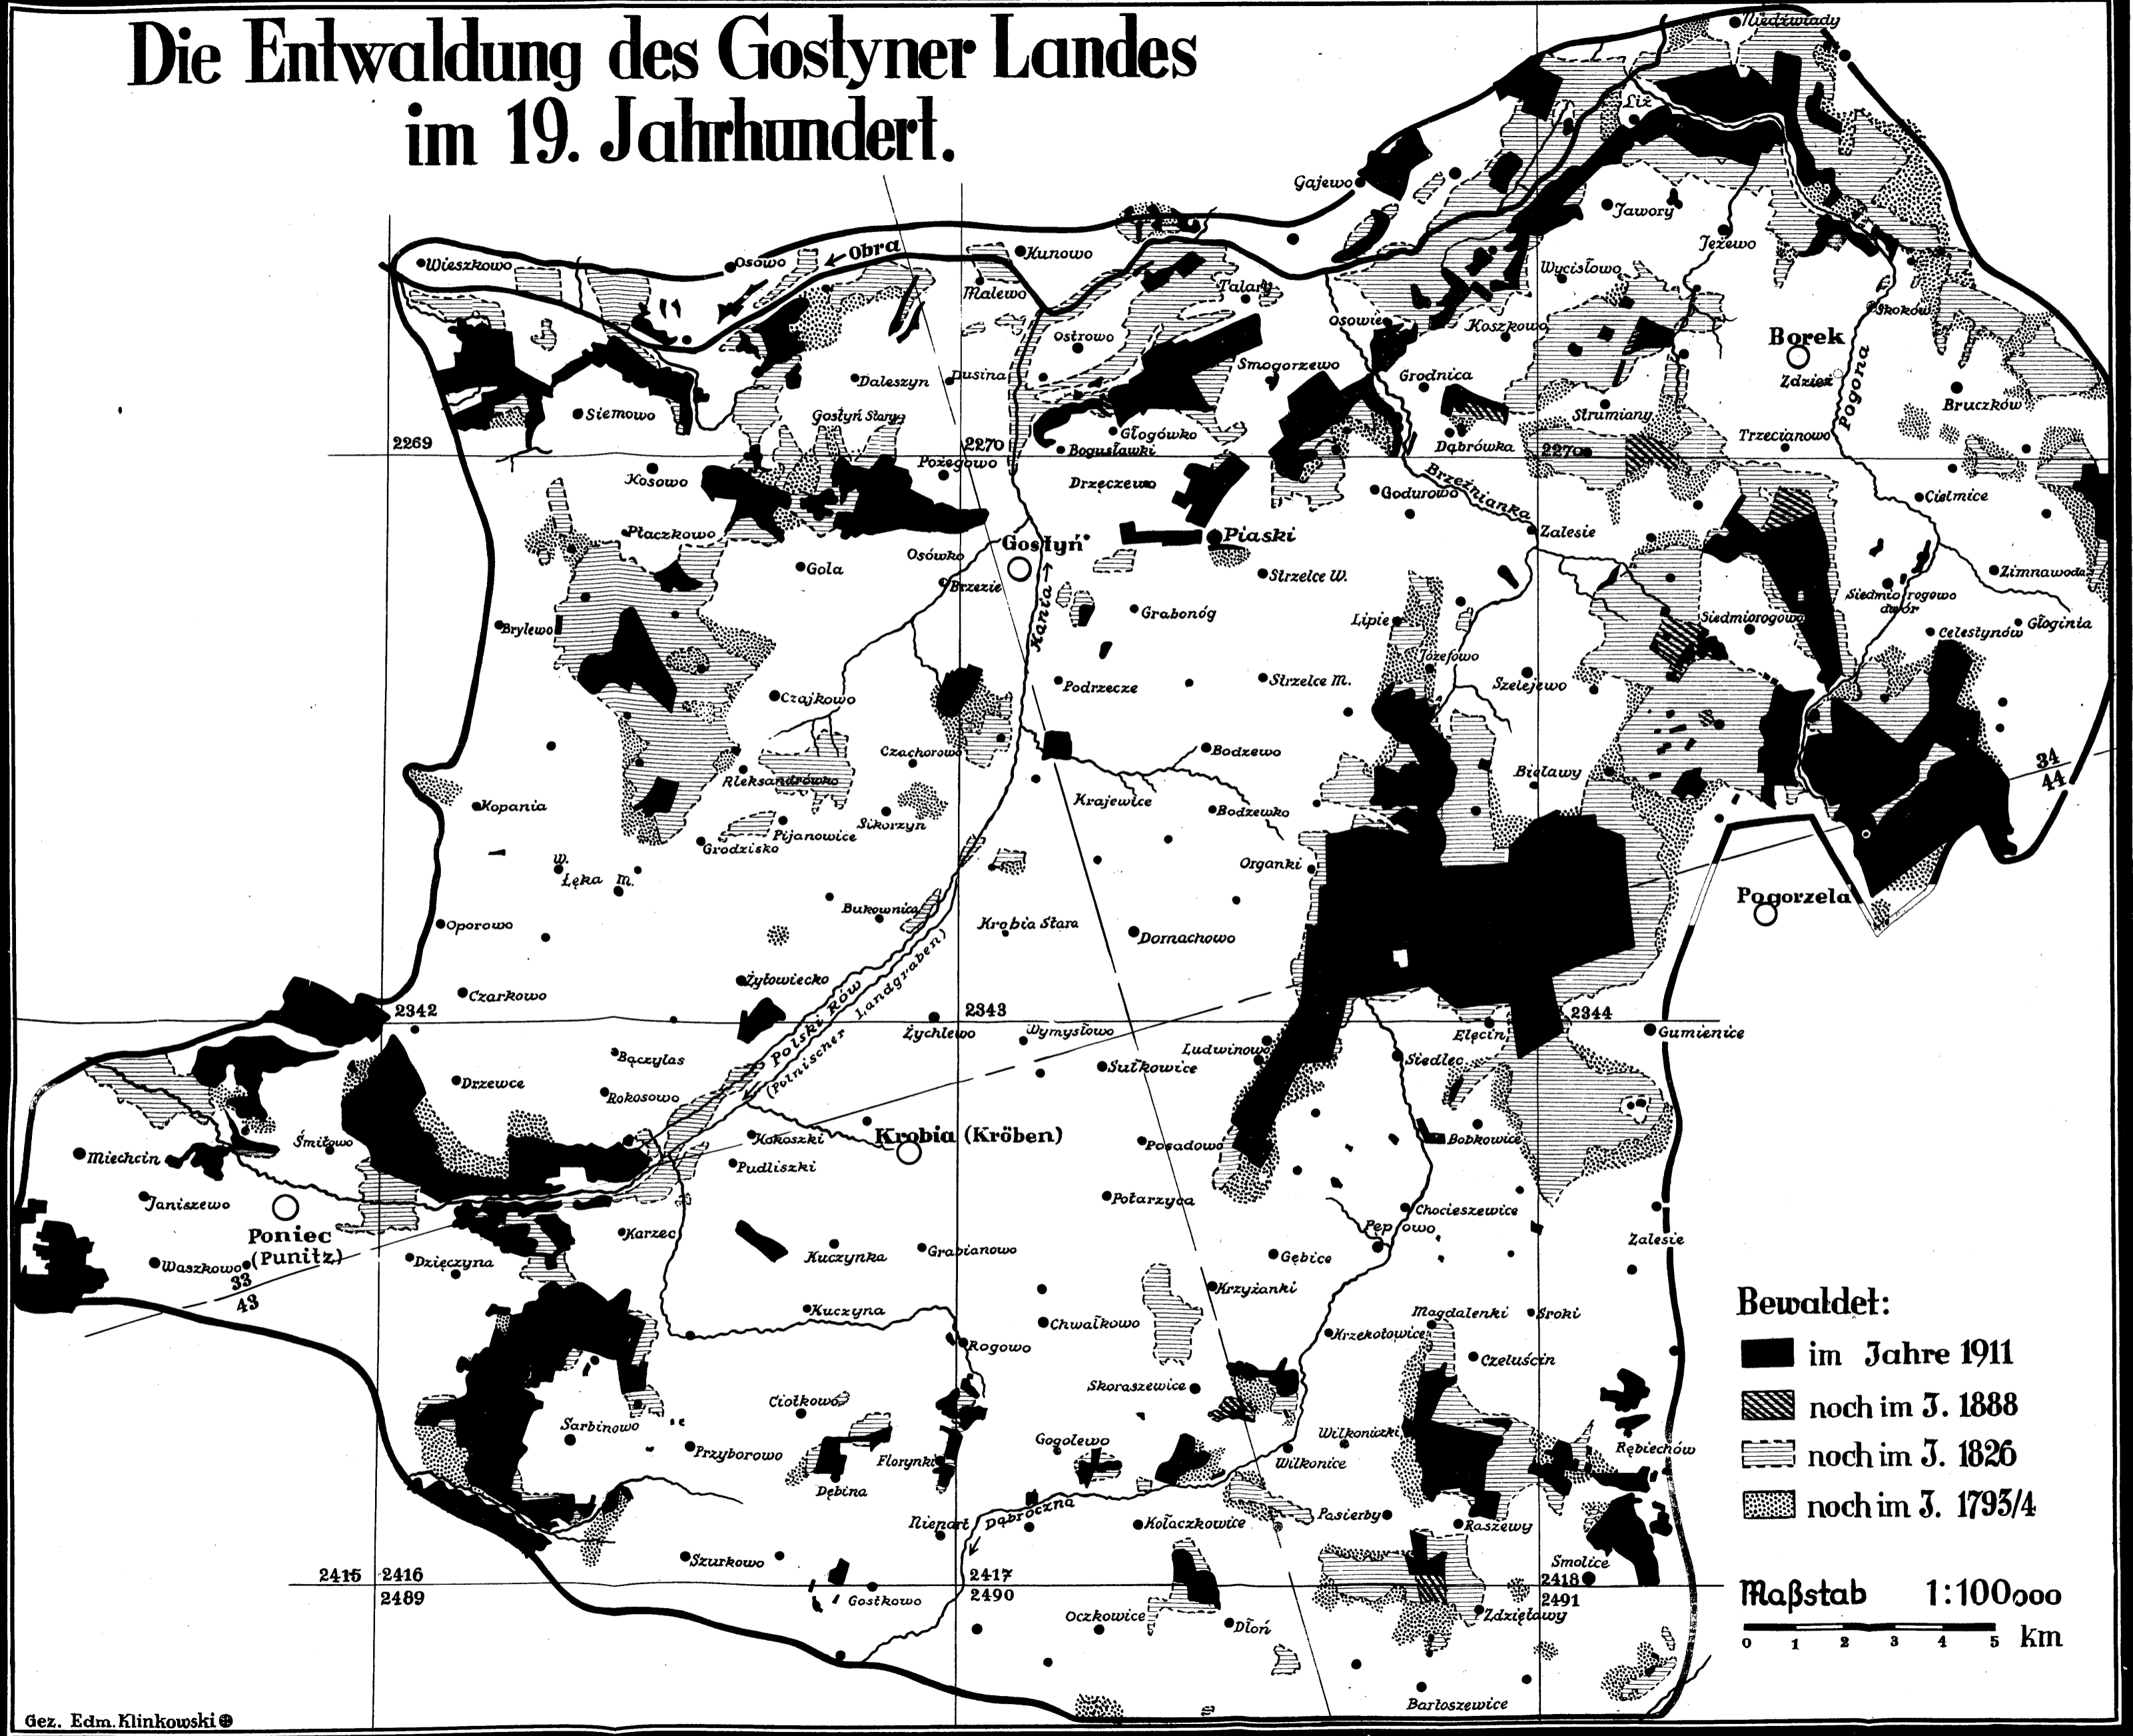 Die Entwaldung des Gostyner Landes
im 19. Jahrhundert.
Niedźwiady
Liż
Gajewo
Jawory
Jeżewo
Obra
Wieszkowo
Osowo
Kunowo
Malewo
Talary
Wycisłowo
Skoków
Ostrowo
Osowiec
Koszkowo
Borek
Zdzież
Pogona
Daleszyn
Dusina
Smogorzewo
Grodnica
Bruczków
Siemowo
Gostyń Stary
Głogówko
Strumiany
Trzecianowo
2269
2270
Bogusławki
Dąbrówka
2270
Kosowo
Pożegowo
Drzęczewo
Brzeźnianka
Godurowo
Cielmice
Płaczkowo
Osówko
Gostyń
Piaski
Zalesie
Gola
Brzezie
Strzelce W.
Zimnawoda
Kania
Grabonóg
Lipie
Siedmiorogowo
dwór
Siedmiorogowo
Głoginia
Celestynów
Brylewo
Józefowo
Podrzecze
Strzelce M.
Szelejewo
Czajkowo
Czachorowo
Bodzewo
Bielawy
34
44
Aleksandrówko
Kopania
Krajewice
Bodzewko
Sikorzyn
Pijanowice
Grodzisko
W.
Łęka M.
Organki
Pogorzela
Bukownica
Krobia Stara
Domachowo
Oporowo
Żytowiecko
Czarkowo
Polski Rów
(Polnischer Landgraben)
2342
2343
2344
Żychlewo
Wymysłowo
Elęcin
Gumienice
Bączylas
Ludwinowo
Siedlec
Sułkowice
Drzewce
Rokosowo
Kokoszki
Krobia (Kröben)
Posadowo
Bobkowice
Śmiłowo
Miechcin
Pudliszki
Janiszewo
Potarzyca
Chocieszewice
Poniec
(Punitz)
Karzec
Pępowo
Zalesie
Waszkowo
33
43
Dzięczyna
Kuczynka
Grabianowo
Gębice
Krzyżanki
Kuczyna
Chwałkowo
Magdalenki
Sroki
Krzekotowice
Rogowo
Czeluścin
Skoraszewice
Ciołkowo
Sarbinowo
Przyborowo
Florynki
Gogolewo
Wilkoniczki
Wilkonice
Rębiechów
Dębina
Niepart
Dąbroczna
Kołaczkowice
Pasierby
Raszewy
Szurkowo
Smolice
2415
2416
2417
2418
2489
2490
2491
Gostkowo
Oczkowice
Dłoń
Zdzięławy
Bartoszewice
Bewaldet:
im Jahre 1911
noch im J. 1888
noch im J. 1826
noch im J. 1793/4
Maßstab 1:100000
0 1 2 3 4 5 km
Gez. Edm. Klinkowski